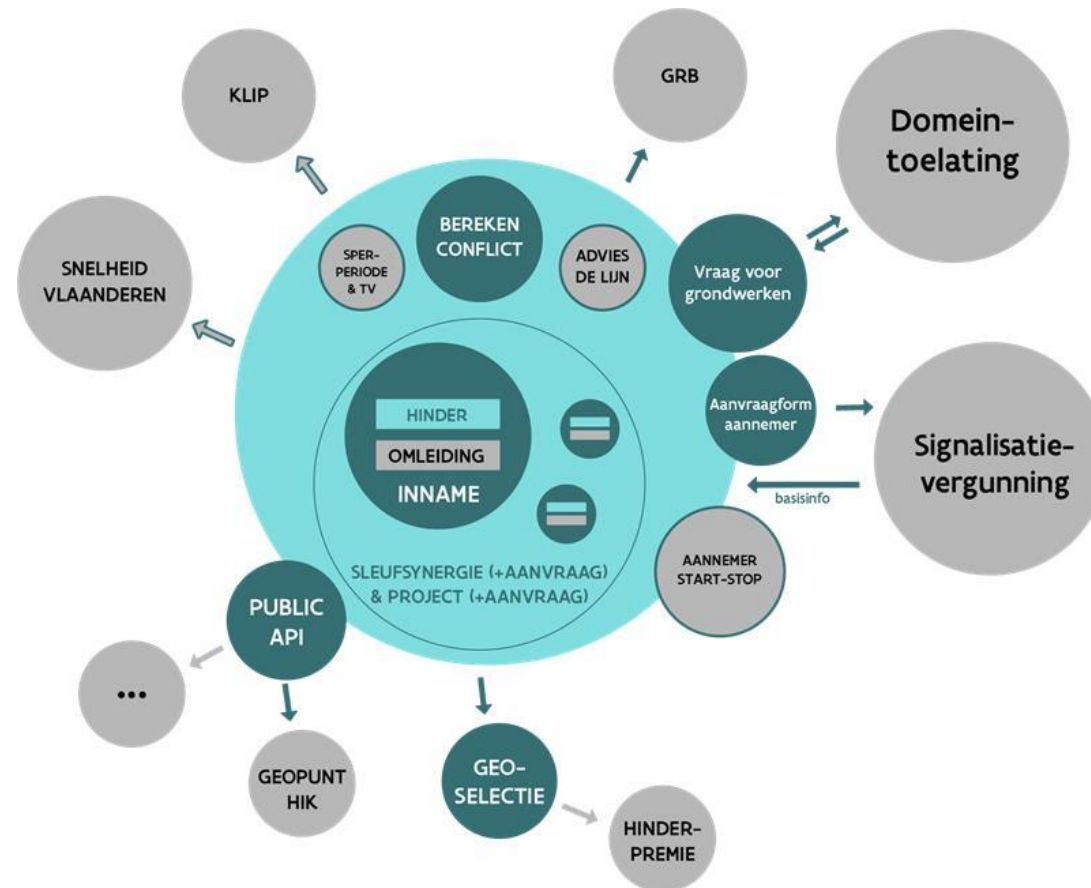 KLIP
GRB
Domein-
toelating
BEREKEN
CONFLICT
SPER-
PERIODE
& TV
ADVIES
DE LIJN
Vraag voor
grondwerken
SNELHEID
VLAANDEREN
HINDER
OMLEIDING
INNAME
Aanvraagform
aannemer
Signalisatie-
vergunning
basisinfo
AANNEMER
START-STOP
SLEUFSYNERGIE (+AANVRAAG)
& PROJECT (+AANVRAAG)
PUBLIC
API
...
GEOPUNT
HIK
GEO-
SELECTIE
HINDER-
PREMIE